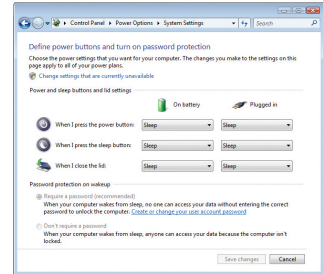 Control Panel ▸ Power Options ▸ System Settings
Search
Define power buttons and turn on password protection
Choose the power settings that you want for your computer. The changes you make to the settings on this
page apply to all of your power plans.
Change settings that are currently unavailable
Power and sleep buttons and lid settings
On battery Plugged in
When I press the power button: Sleep Sleep
When I press the sleep button: Sleep Sleep
When I close the lid: Sleep Sleep
Password protection on wakeup
Require a password (recommended)
When your computer wakes from sleep, no one can access your data without entering the correct
password to unlock the computer. Create or change your user account password
Don't require a password
When your computer wakes from sleep, anyone can access your data because the computer isn't
locked.
Save changes Cancel